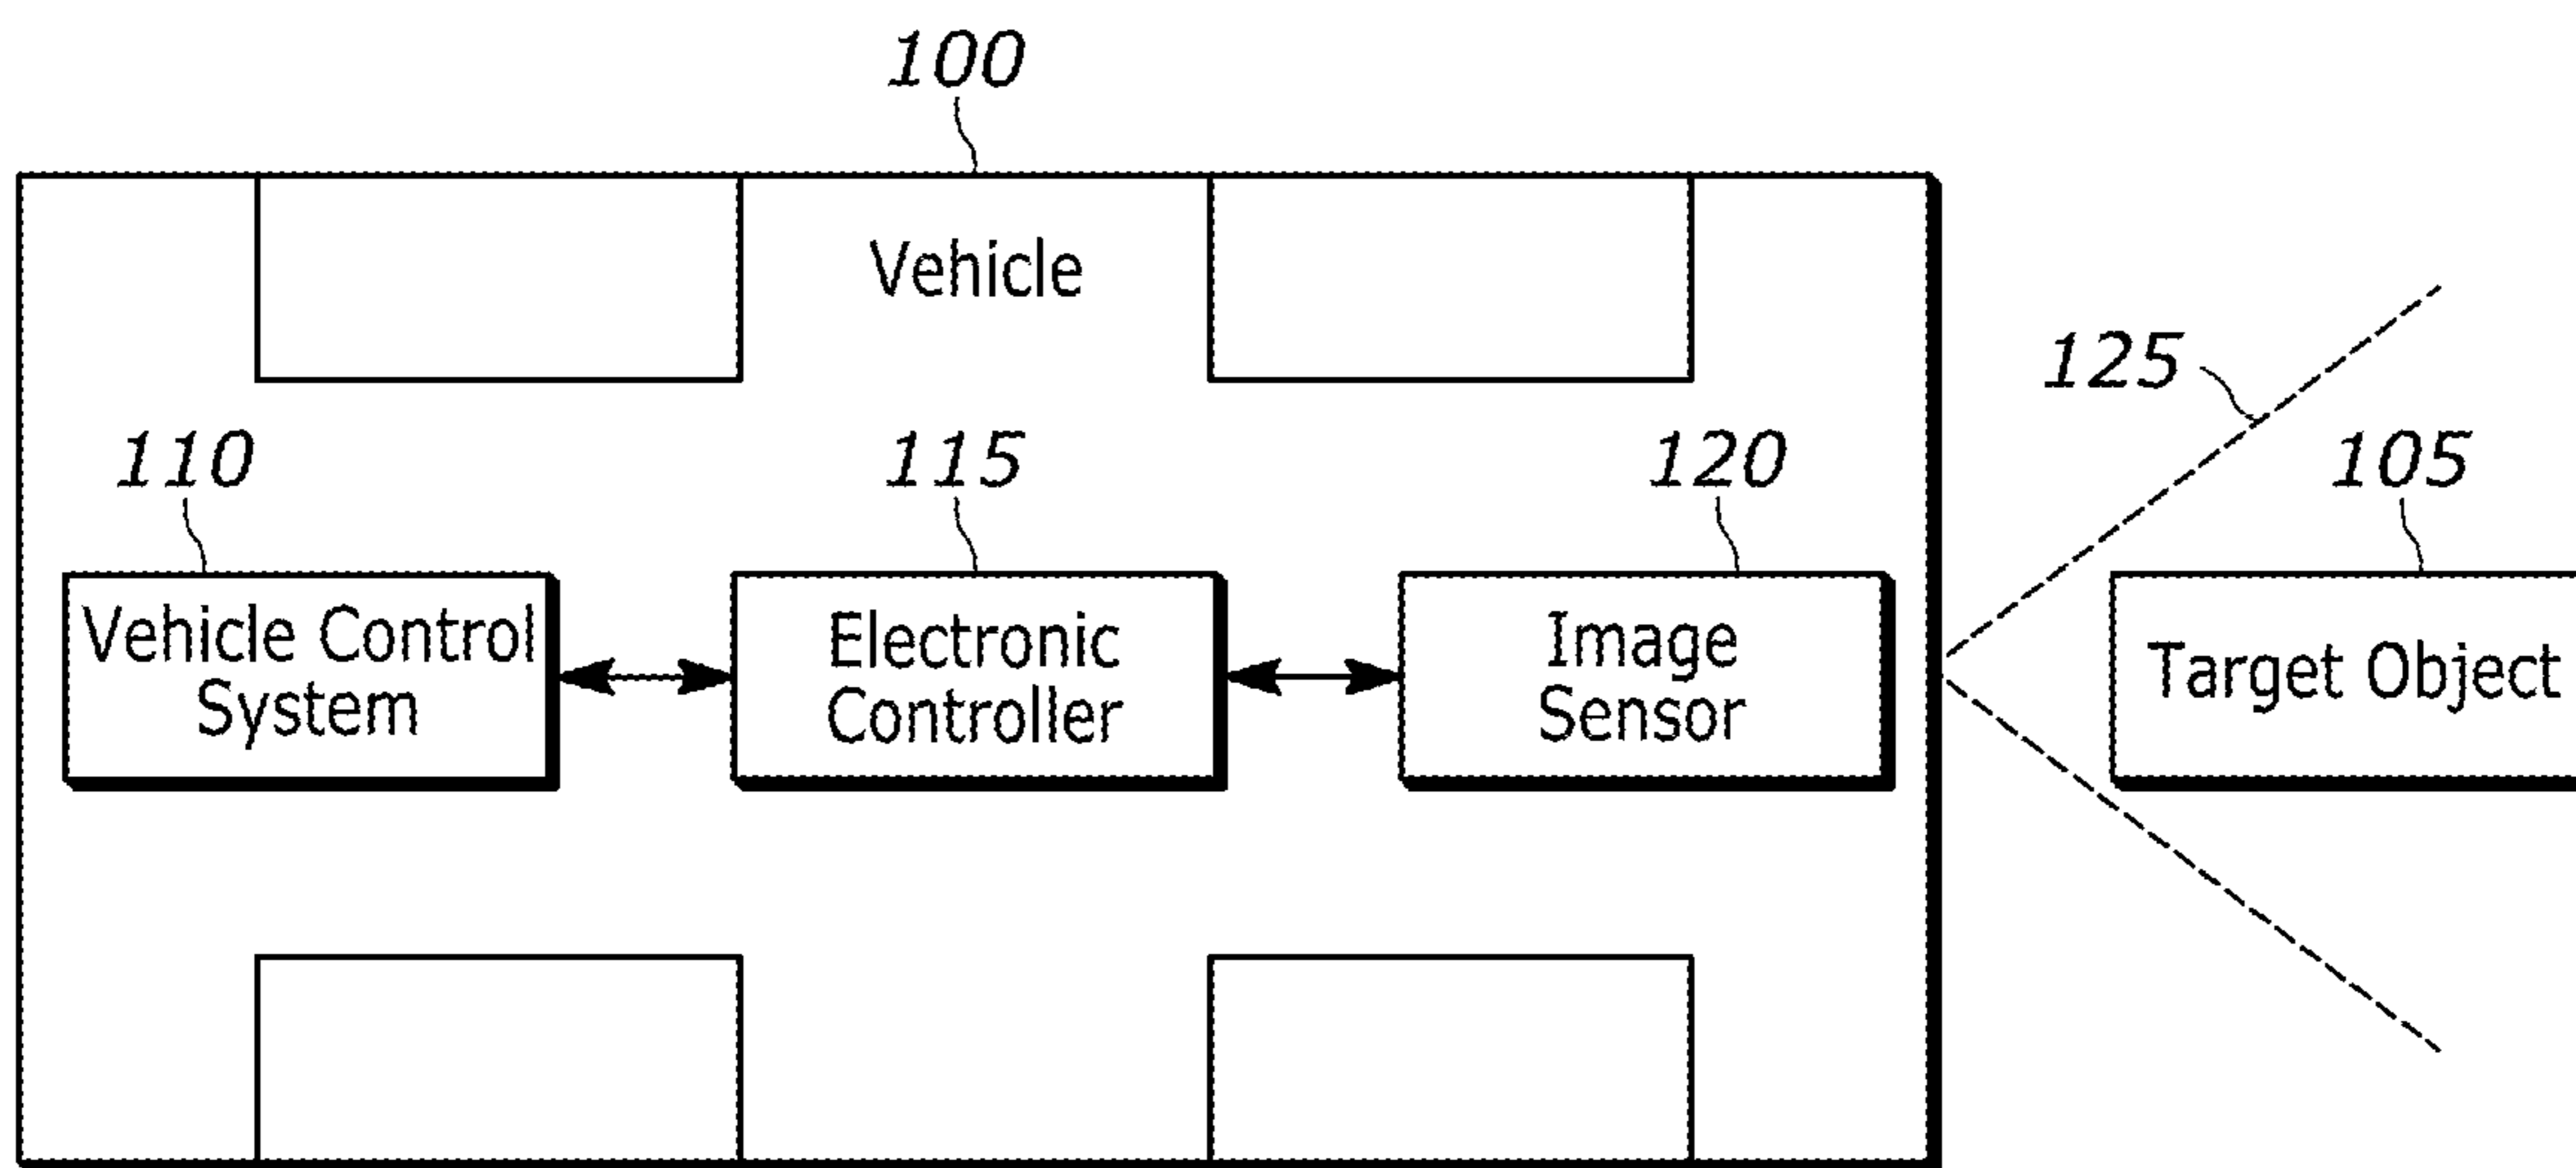 100
Vehicle
125
110
115
120
105
Vehicle Control
System
Electronic
Controller
Image
Sensor
Target Object